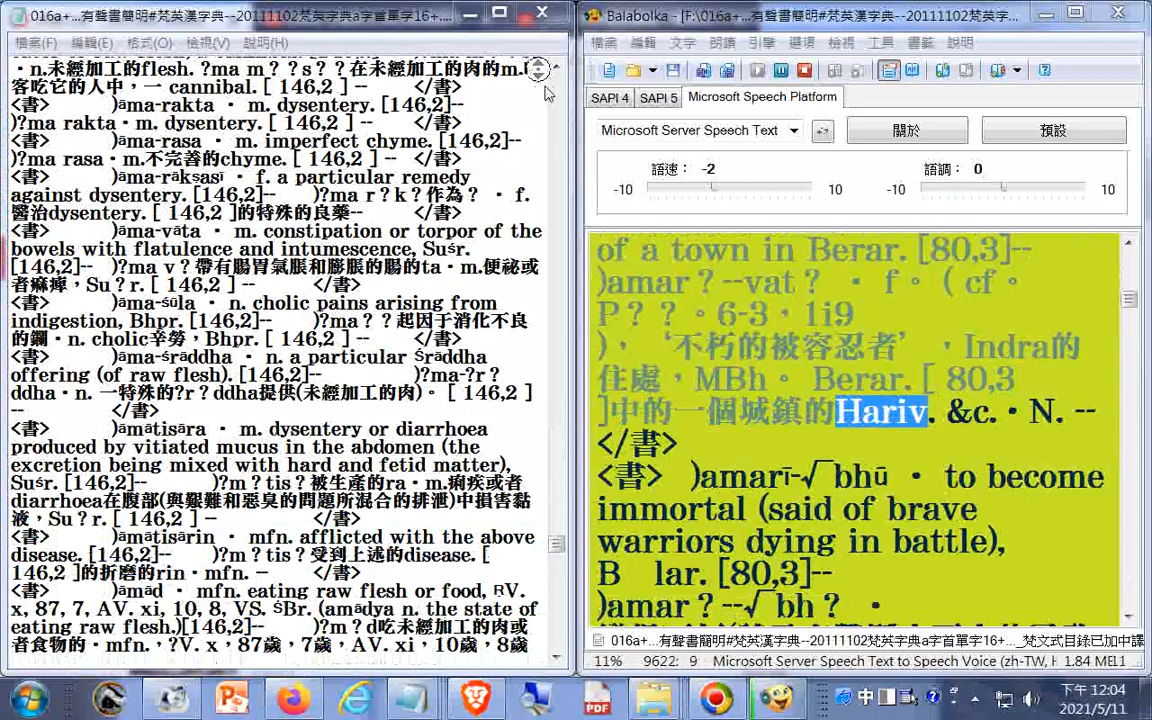 016a+...有聲書簡明#梵英漢字典--20111102梵英字典a字首單字16+...
檔案(F) 編輯(E) 格式(O) 檢視(V) 說明(H)
‧n.未經加工的flesh. ?ma m??s??在未經加工的肉的m.
客吃它的人中，一 cannibal. [ 146,2 ] -- </書>
<書> )āma-rakta ‧ m. dysentery. [146,2]--
)?ma rakta‧m. dysentery. [ 146,2 ] -- </書>
<書> )āma-rasa ‧ m. imperfect chyme. [146,2]--
)?ma rasa‧m.不完善的chyme. [ 146,2 ] -- </書>
<書> )āma-rākṣasī ‧ f. a particular remedy
against dysentery. [146,2]-- )?ma r?k?作為? ‧ f.
醫治dysentery. [ 146,2 ]的特殊的良藥-- </書>
<書> )āma-vāta ‧ m. constipation or torpor of the
bowels with flatulence and intumescence, Suśr.
[146,2]-- )?ma v?帶有腸胃氣脹和膨脹的腸的ta‧m.便祕或
者麻痺，Su?r. [ 146,2 ] -- </書>
<書> )āma-śūla ‧ n. cholic pains arising from
indigestion, Bhpr. [146,2]-- )?ma??起因于消化不良
的鑼‧n. cholic辛勞，Bhpr. [ 146,2 ] -- </書>
<書> )āma-śrāddha ‧ n. a particular Śrāddha
offering (of raw flesh). [146,2]-- )?ma-?r?
ddha‧n. 一特殊的?r?ddha提供(未經加工的肉)。[ 146,2 ]
-- </書>
<書> )āmātisāra ‧ m. dysentery or diarrhoea
produced by vitiated mucus in the abdomen (the
excretion being mixed with hard and fetid matter),
Suśr. [146,2]-- )?m?tis?被生產的ra‧m.痢疾或者
diarrhoea在腹部(與艱難和惡臭的問題所混合的排泄)中損害黏
液，Su?r. [ 146,2 ] -- </書>
<書> )āmātisārin ‧ mfn. afflicted with the above
disease. [146,2]-- )?m?tis?受到上述的disease. [
146,2 ]的折磨的rin‧mfn. -- </書>
<書> )āmād ‧ mfn. eating raw flesh or food, RV.
x, 87, 7, AV. xi, 10, 8, VS. ŚBr. (amādya n. the state of
eating raw flesh.)[146,2]-- )?m?d吃未經加工的肉或
者食物的‧mfn.，?V. x，87歲，7歲，AV. xi，10歲，8歲
Balabolka - [F:\016a+...有聲書簡明#梵英漢字典--20111102梵英字...
檔案 編輯 文字 朗讀 引擎 選項 檢視 工具 書籤 說明
SAPI 4 SAPI 5 Microsoft Speech Platform
Microsoft Server Speech Text 關於 預設
語速： -2 語調： 0
-10 10 -10 10
of a town in Berar. [80,3]--
)amar?--vat? ‧ f。( cf。
P??。6-3，1i9
)，‘不朽的被容忍者’，Indra的
住處，MBh。 Berar. [ 80,3
]中的一個城鎮的Hariv. &c.‧N. --
</書>
<書> )amarī-√bhū ‧ to become
immortal (said of brave
warriors dying in battle),
B lar. [80,3]--
)amar?--√bh? ‧
016a+...有聲書簡明#梵英漢字典--20111102梵英字典a字首單字16+..._梵文式目錄已加中譯
11% 9622: 9 Microsoft Server Speech Text to Speech Voice (zh-TW, H 1.84 MB
中
下午 12:04
2021/5/11